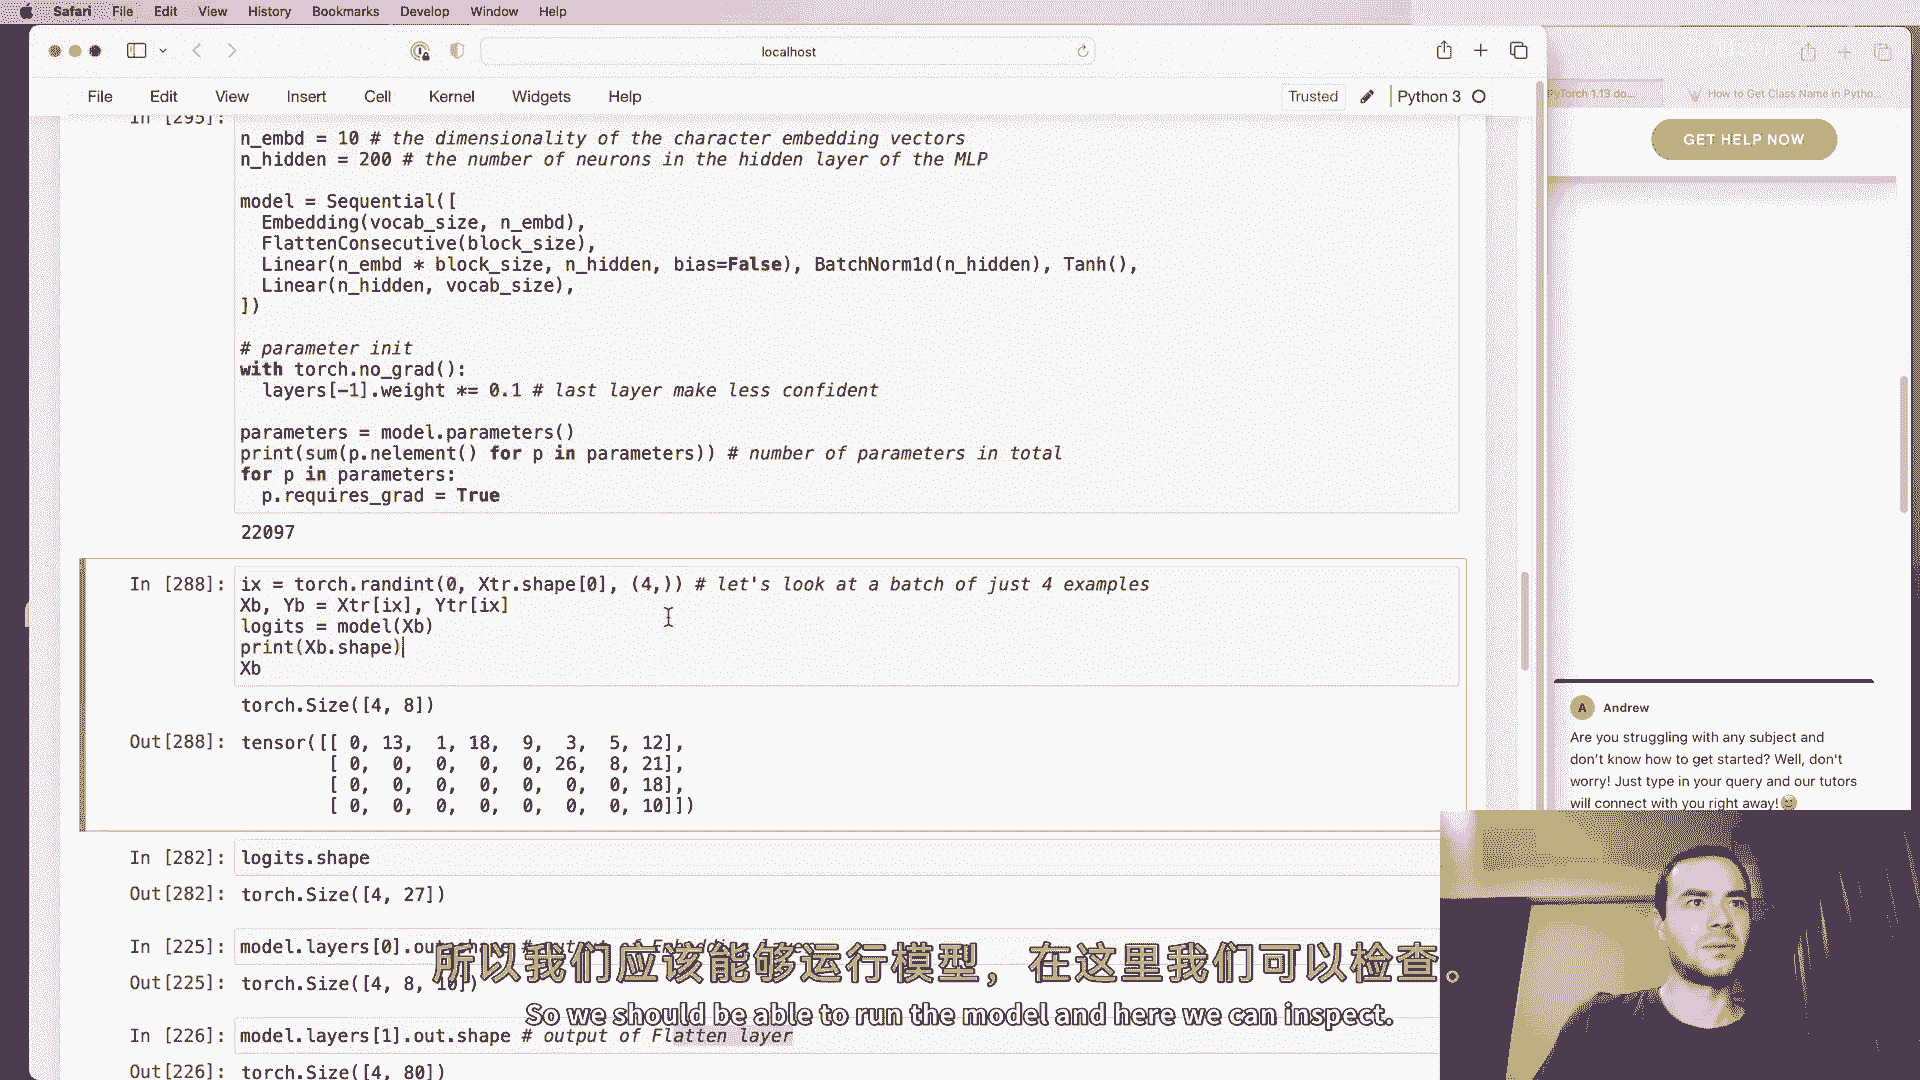 Safari File Edit View History Bookmarks Develop Window Help
localhost
File Edit View Insert Cell Kernel Widgets Help
Trusted Python 3
PyTorch 1.13 do... How to Get Class Name in Pytho...
GET HELP NOW
In [295]:
n_embd = 10 # the dimensionality of the character embedding vectors
n_hidden = 200 # the number of neurons in the hidden layer of the MLP
model = Sequential([
Embedding(vocab_size, n_embd),
FlattenConsecutive(block_size),
Linear(n_embd * block_size, n_hidden, bias=False), BatchNorm1d(n_hidden), Tanh(),
Linear(n_hidden, vocab_size),
])
# parameter init
with torch.no_grad():
layers[-1].weight *= 0.1 # last layer make less confident
parameters = model.parameters()
print(sum(p.nelement() for p in parameters)) # number of parameters in total
for p in parameters:
p.requires_grad = True
22097
In [288]: ix = torch.randint(0, Xtr.shape[0], (4,)) # let's look at a batch of just 4 examples
Xb, Yb = Xtr[ix], Ytr[ix]
logits = model(Xb)
print(Xb.shape)
Xb
torch.Size([4, 8])
Out[288]: tensor([[ 0, 13, 1, 18, 9, 3, 5, 12],
[ 0, 0, 0, 0, 0, 26, 8, 21],
[ 0, 0, 0, 0, 0, 0, 0, 18],
[ 0, 0, 0, 0, 0, 0, 0, 10]])
In [282]: logits.shape
Out[282]: torch.Size([4, 27])
In [225]: model.layers[0].out.shape # output of Embedding layer
Out[225]: torch.Size([4, 8, 10])
In [226]: model.layers[1].out.shape # output of Flatten layer
Out[226]: torch.Size([4, 80])
A Andrew
Are you struggling with any subject and
don't know how to get started? Well, don't
worry! Just type in your query and our tutors
will connect with you right away!😄
所以我们应该能够运行模型，在这里我们可以检查。
So we should be able to run the model and here we can inspect.